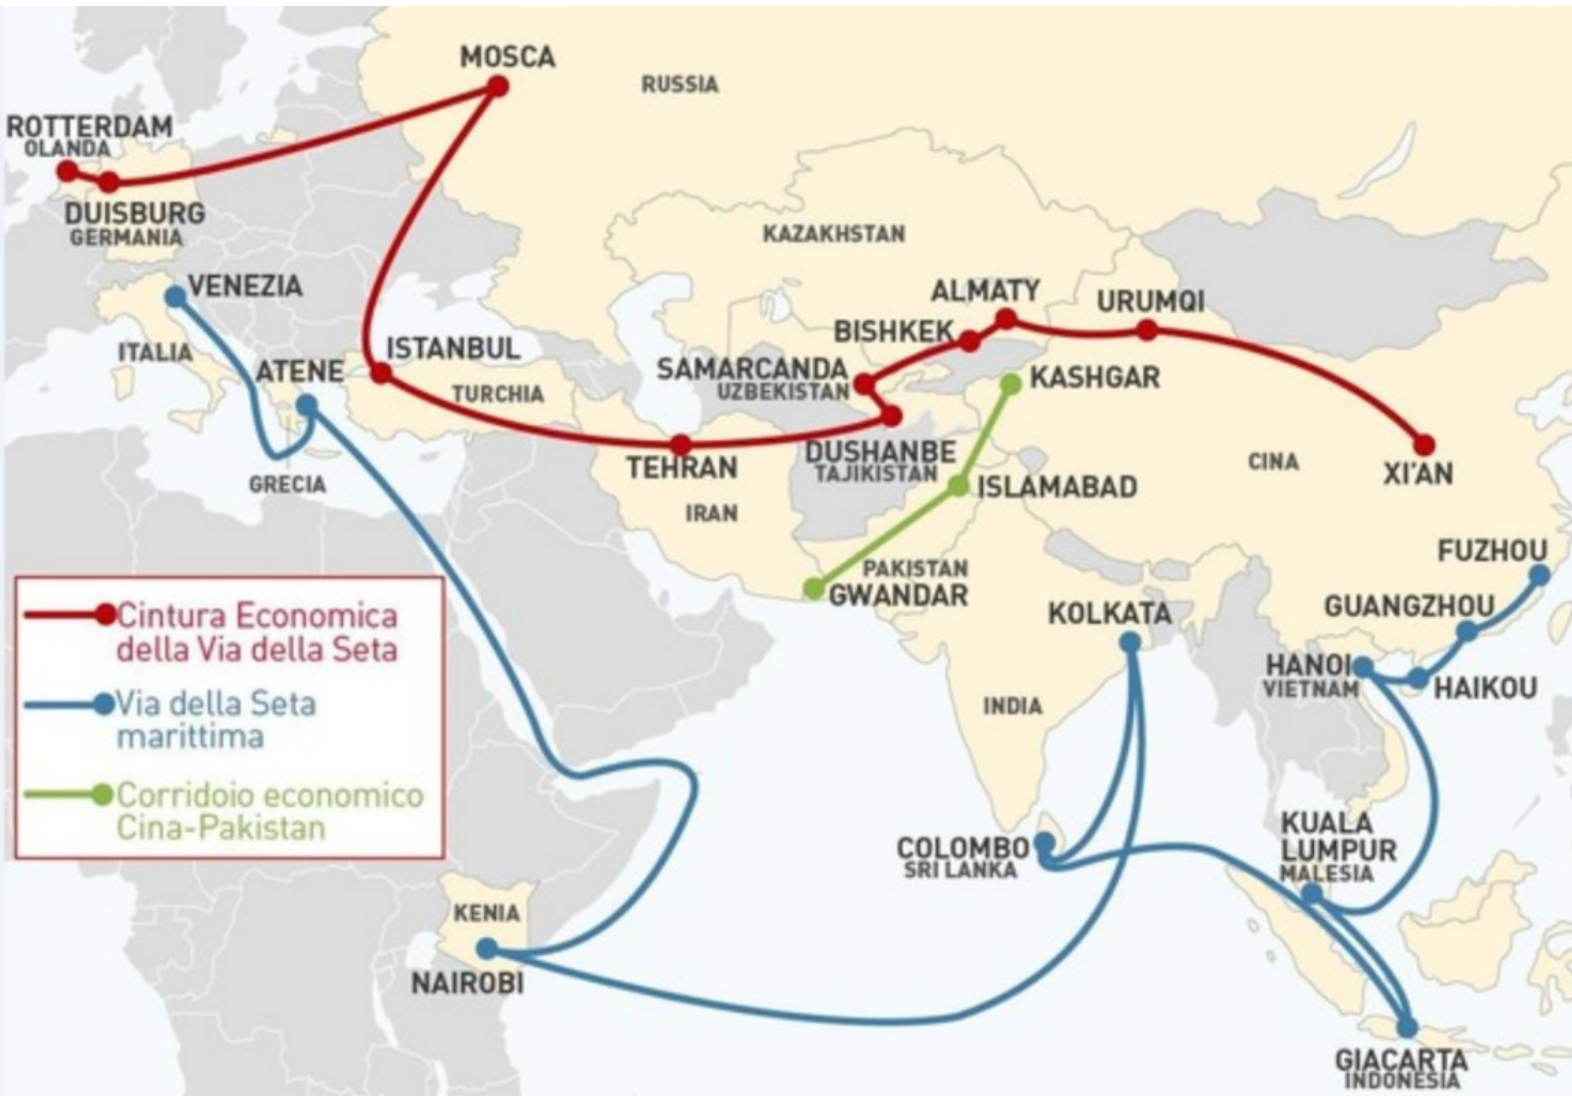 MOSCA
RUSSIA
ROTTERDAM
OLANDA
DUISBURG
GERMANIA
KAZAKHSTAN
VENEZIA
ALMATY
URUMQI
BISHKEK
ITALIA
ISTANBUL
ATENE
SAMARCANDA
UZBEKISTAN
KASHGAR
TURCHIA
DUSHANBE
TAJIKISTAN
TEHRAN
CINA
XI'AN
GRECIA
ISLAMABAD
IRAN
FUZHOU
PAKISTAN
GWANDAR
KOLKATA
GUANGZHOU
Cintura Economica
della Via della Seta
HANOI
VIETNAM
HAIKOU
INDIA
Via della Seta
marittima
Corridoio economico
Cina-Pakistan
KUALA
LUMPUR
MALESIA
COLOMBO
SRI LANKA
KENIA
NAIROBI
GIACARTA
INDONESIA